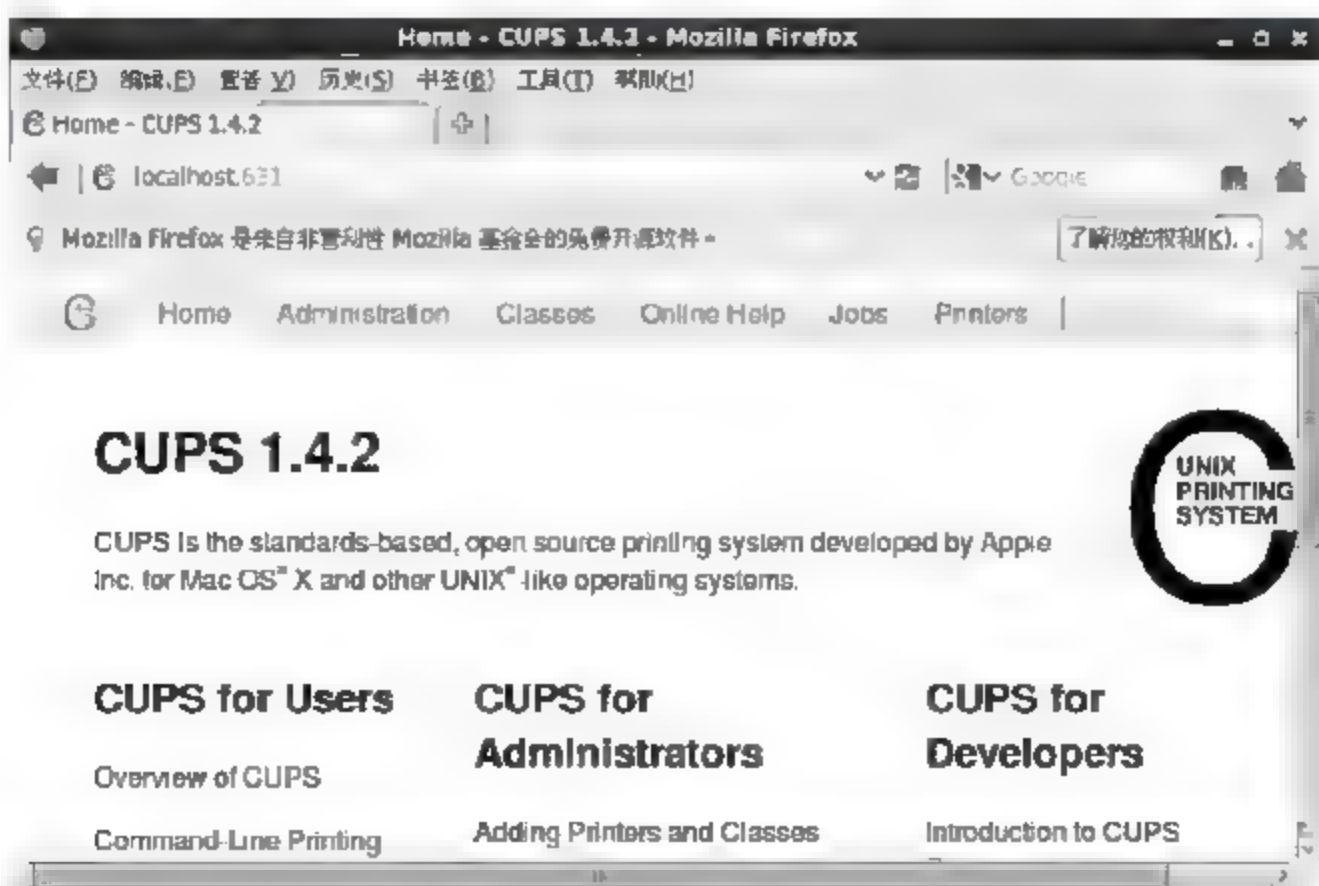 Home - CUPS 1.4.2 - Mozilla Firefox
文件(F) 编辑(E) 查看(V) 历史(S) 书签(B) 工具(T) 帮助(H)
Home - CUPS 1.4.2
localhost:631
Google
Mozilla Firefox 是来自非营利性 Mozilla 基金会的免费开源软件。
了解您的权利(K)...
Home Administration Classes Online Help Jobs Printers
CUPS 1.4.2
UNIX
PRINTING
SYSTEM
CUPS is the standards-based, open source printing system developed by Apple
Inc. for Mac OS® X and other UNIX®-like operating systems.
CUPS for Users
Overview of CUPS
Command-Line Printing
CUPS for
Administrators
Adding Printers and Classes
CUPS for
Developers
Introduction to CUPS